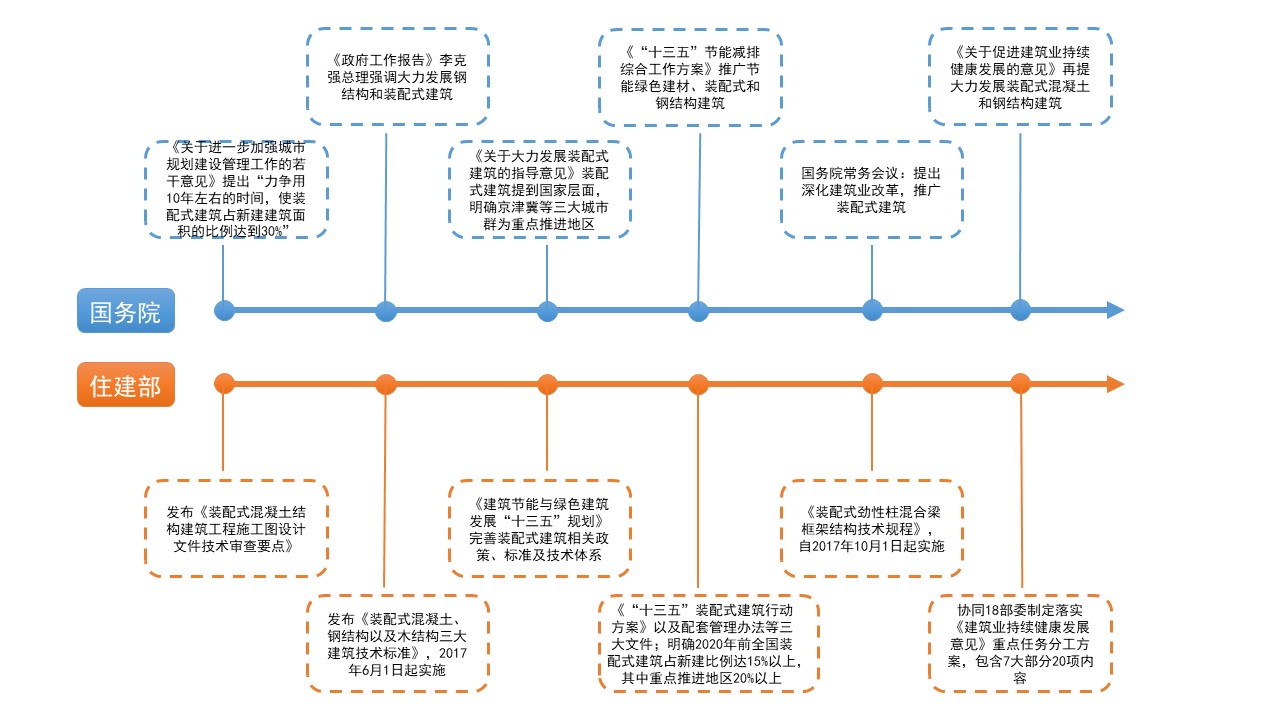 《政府工作报告》李克
强总理强调大力发展钢
结构和装配式建筑
《“十三五”节能减排
综合工作方案》推广节
能绿色建材、装配式和
钢结构建筑
《关于促进建筑业持续
健康发展的意见》再提
大力发展装配式混凝土
和钢结构建筑
《关于进一步加强城市
规划建设管理工作的若
干意见》提出“力争用
10年左右的时间，使装
配式建筑占新建建筑面
积的比例达到30%”
《关于大力发展装配式
建筑的指导意见》装配
式建筑提到国家层面，
明确京津冀等三大城市
群为重点推进地区
国务院常务会议：提出
深化建筑业改革，推广
装配式建筑
国务院
住建部
发布《装配式混凝土结
构建筑工程施工图设计
文件技术审查要点》
《建筑节能与绿色建筑
发展“十三五”规划》
完善装配式建筑相关政
策、标准及技术体系
《装配式劲性柱混合梁
框架结构技术规程》，
自2017年10月1日起实施
发布《装配式混凝土、
钢结构以及木结构三大
建筑技术标准》，2017
年6月1日起实施
《“十三五”装配式建筑行动
方案》以及配套管理办法等三
大文件；明确2020年前全国装
配式建筑占新建比例达15%以上，
其中重点推进地区20%以上
协同18部委制定落实
《建筑业持续健康发展
意见》重点任务分工方
案，包含7大部分20项内
容